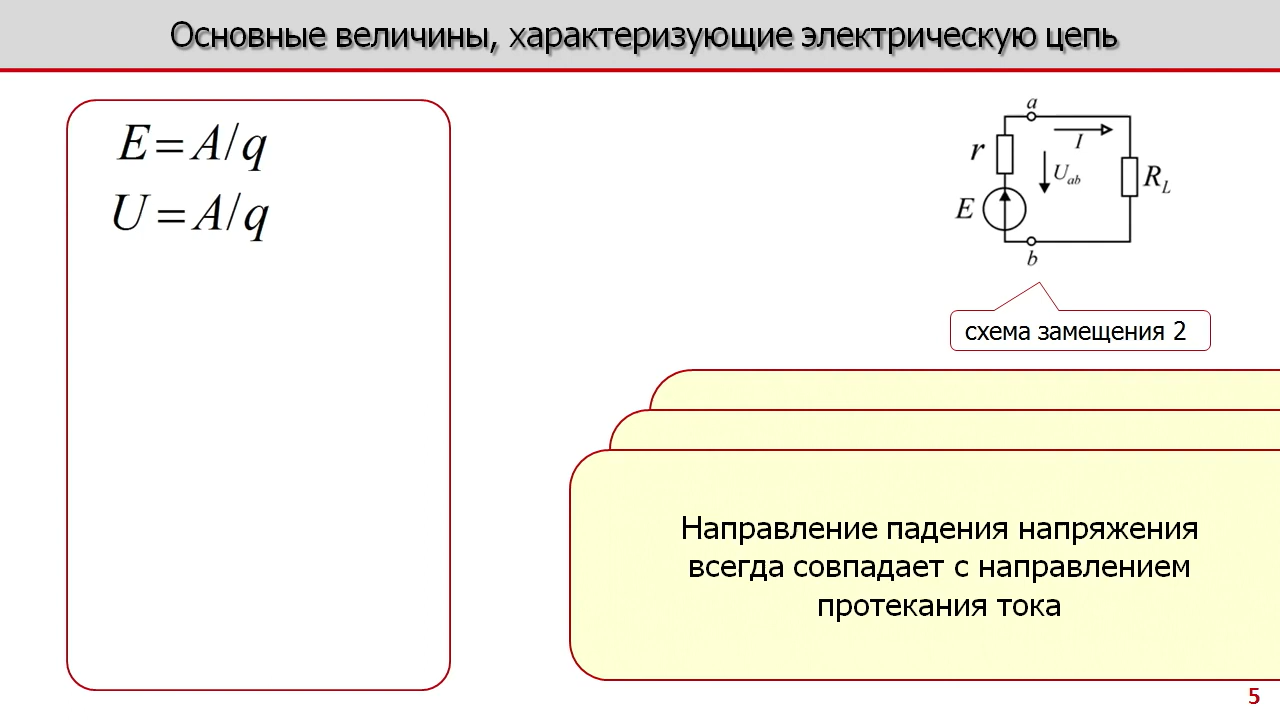 Основные величины, характеризующие электрическую цепь
E = A/q
U = A/q
a
I
r
U_ab
R_L
E
b
схема замещения 2
Направление падения напряжения
всегда совпадает с направлением
протекания тока
5